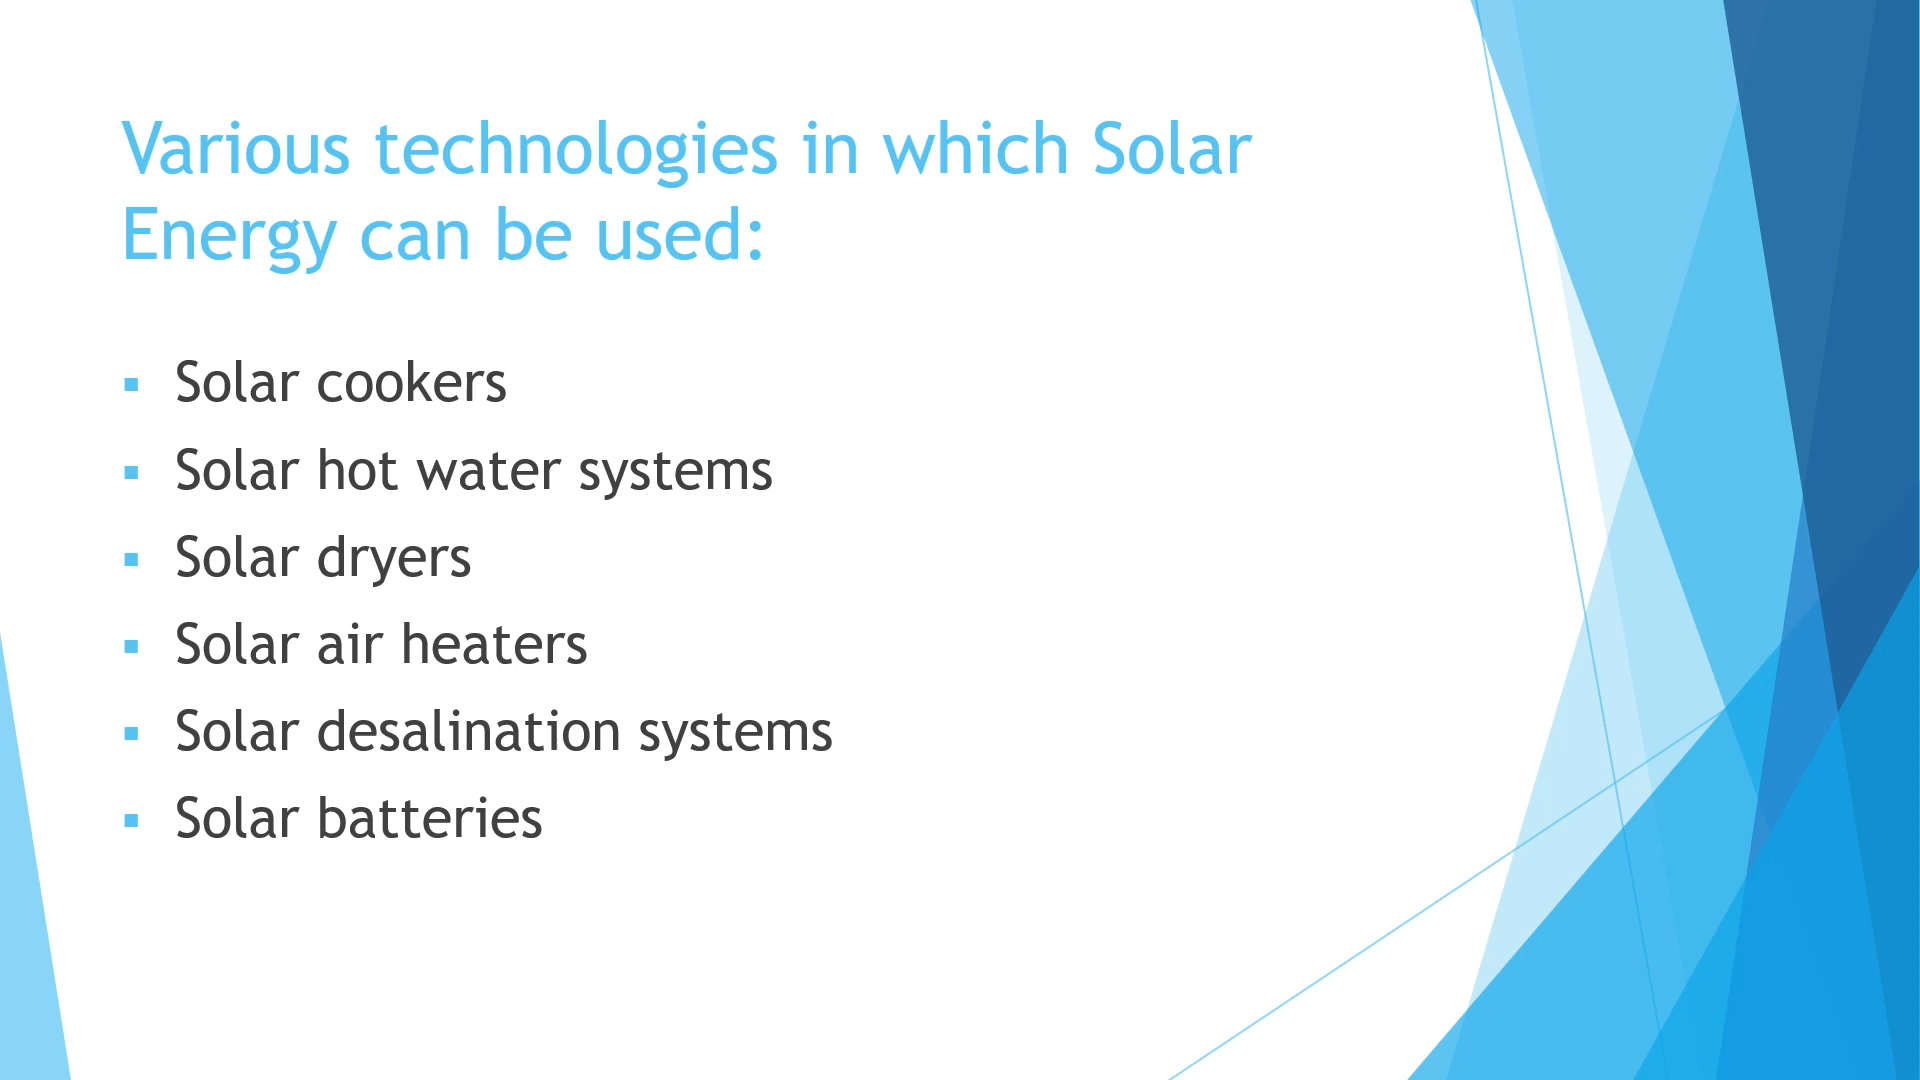 Various technologies in which Solar
Energy can be used:
▪ Solar cookers
▪ Solar hot water systems
▪ Solar dryers
▪ Solar air heaters
▪ Solar desalination systems
▪ Solar batteries